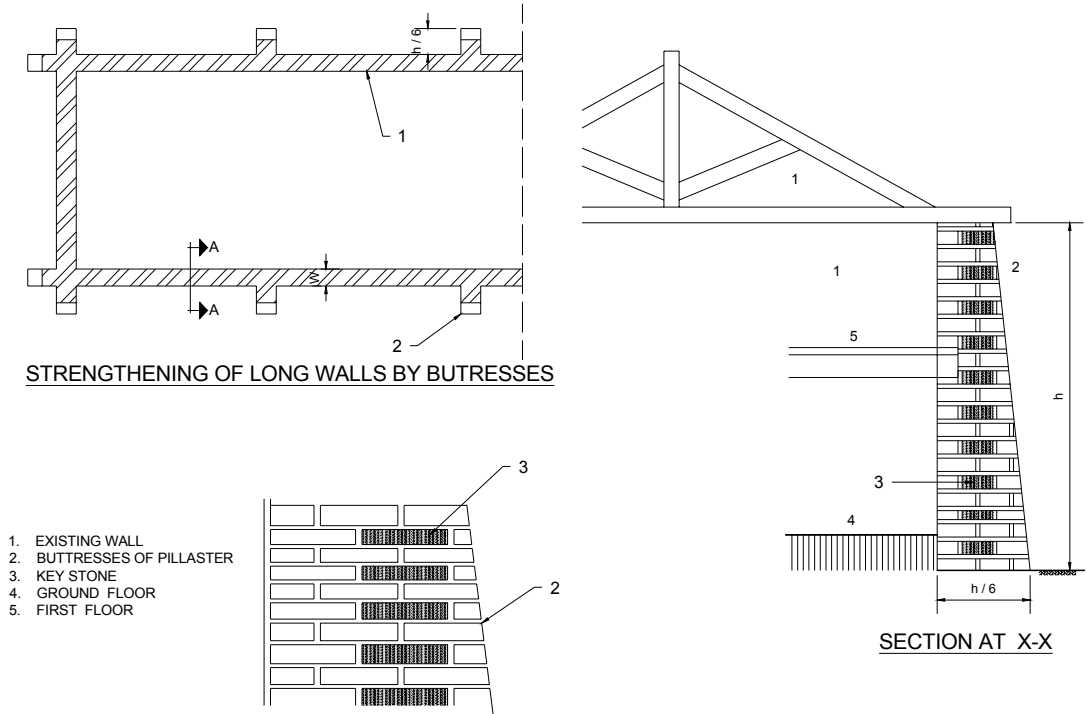 h / 6
1
A
W
A
2
STRENGTHENING OF LONG WALLS BY BUTRESSES
1
1
2
5
h
3
4
h / 6
SECTION AT X-X
3
2
1. EXISTING WALL
2. BUTTRESSES OF PILLASTER
3. KEY STONE
4. GROUND FLOOR
5. FIRST FLOOR